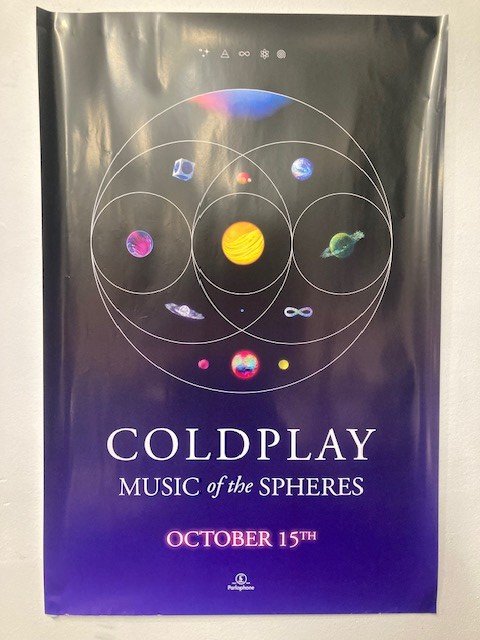 COLDPLAY
MUSIC of the SPHERES
OCTOBER 15TH
Parlophone